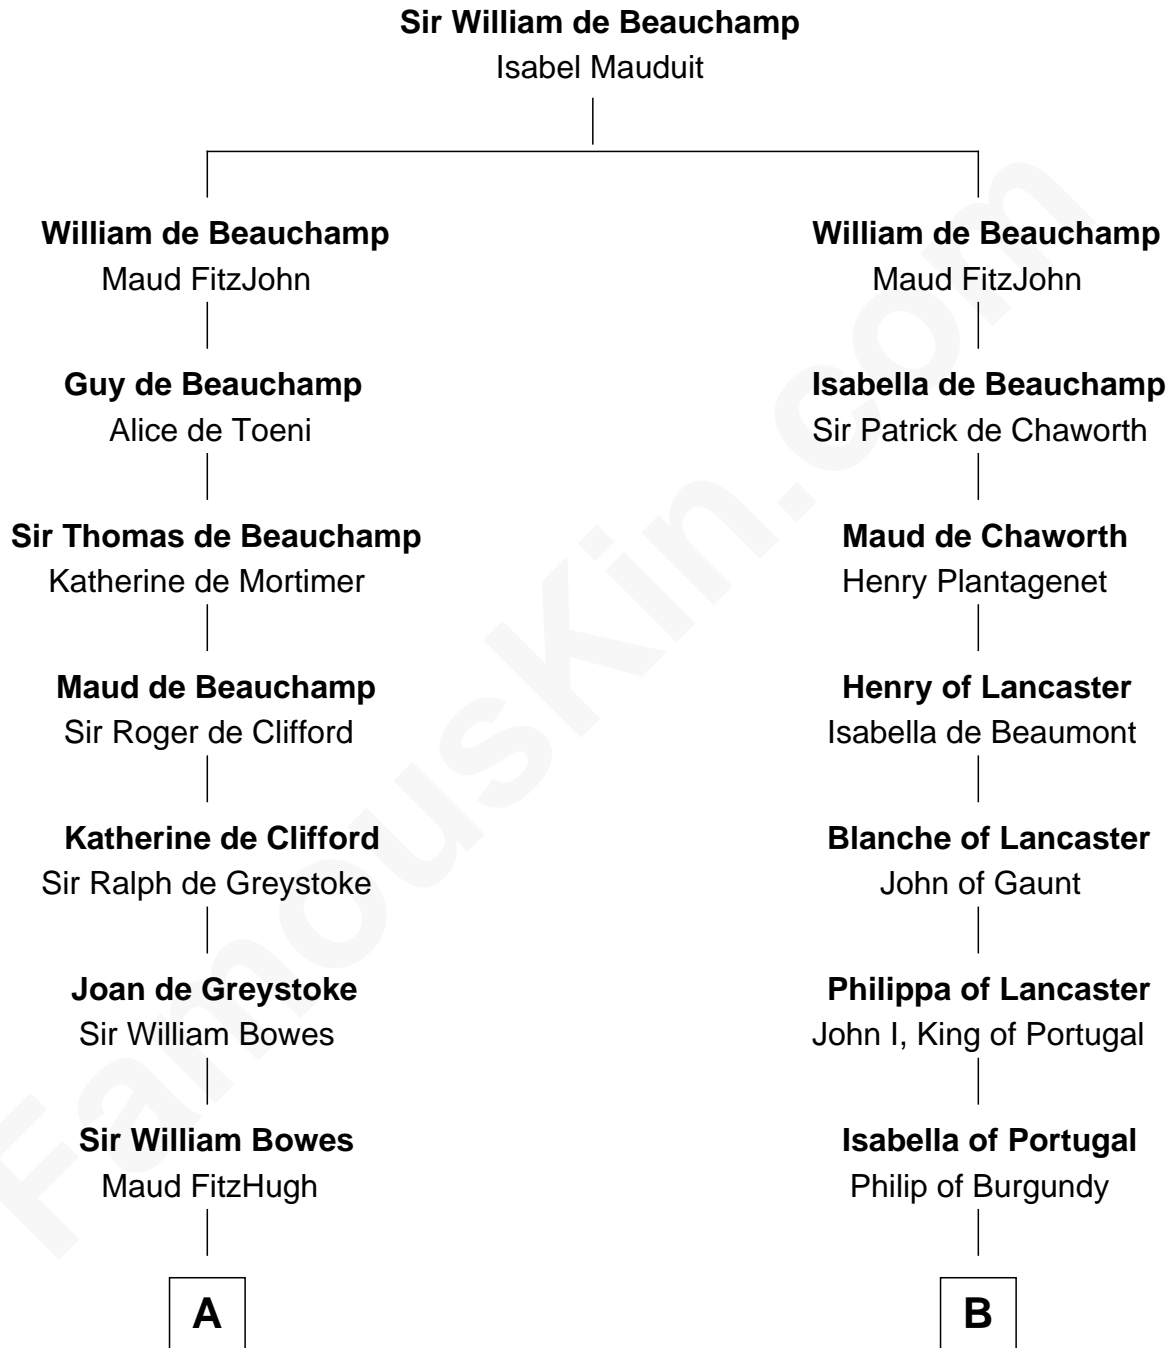 Sir William de Beauchamp
Isabel Mauduit
William de Beauchamp
Maud FitzJohn
William de Beauchamp
Maud FitzJohn
Guy de Beauchamp
Alice de Toeni
Isabella de Beauchamp
Sir Patrick de Chaworth
Sir Thomas de Beauchamp
Katherine de Mortimer
Maud de Chaworth
Henry Plantagenet
Maud de Beauchamp
Sir Roger de Clifford
Henry of Lancaster
Isabella de Beaumont
Katherine de Clifford
Sir Ralph de Greystoke
Blanche of Lancaster
John of Gaunt
Joan de Greystoke
Sir William Bowes
Philippa of Lancaster
John I, King of Portugal
Sir William Bowes
Maud FitzHugh
Isabella of Portugal
Philip of Burgundy
A
B
FamousKin.com